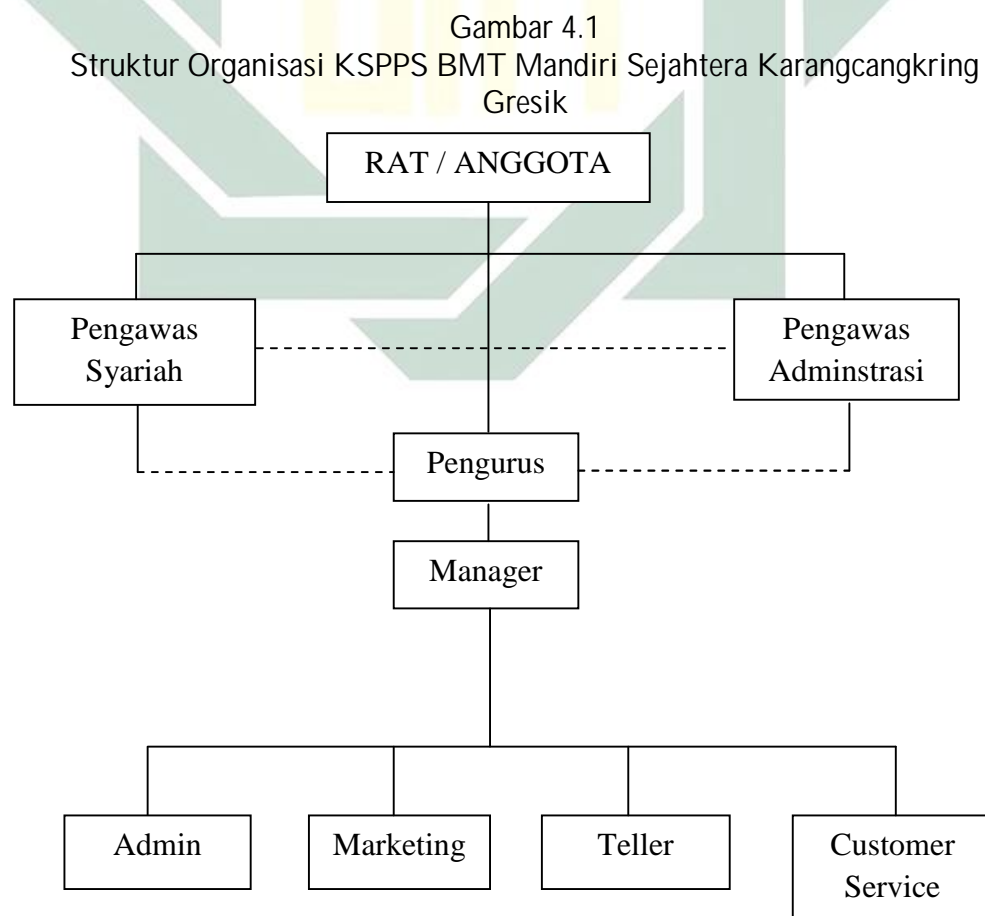 Gambar 4.1
Struktur Organisasi KSPPS BMT Mandiri Sejahtera Karangcangkring
Gresik
RAT / ANGGOTA
Pengawas
Syariah
Pengawas
Adminstrasi
Pengurus
Manager
Admin
Marketing
Teller
Customer
Service